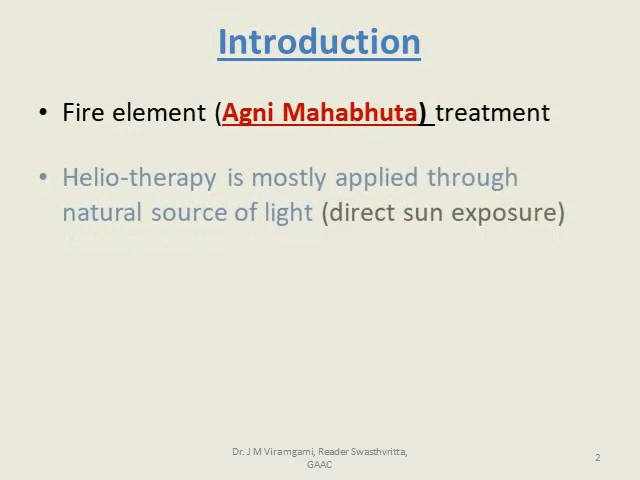 Introduction
• Fire element (Agni Mahabhuta) treatment
• Helio-therapy is mostly applied through
natural source of light (direct sun exposure)
Dr. J M Viramgami, Reader Swasthvritta,
GAAC
2